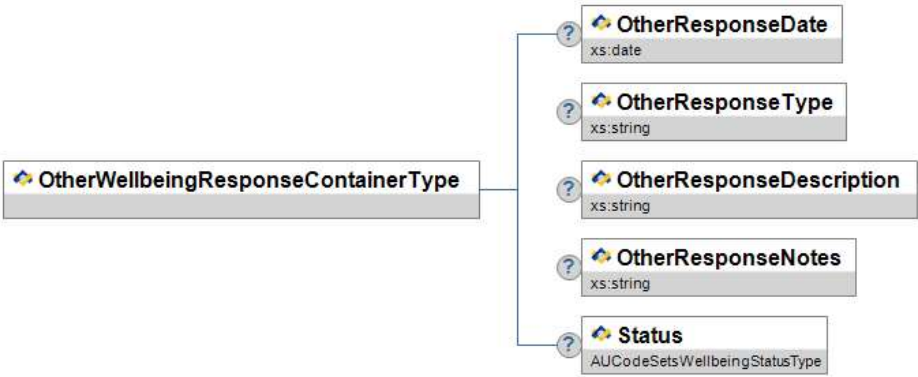 OtherResponseDate
xs:date
?
OtherResponseType
xs:string
?
OtherWellbeingResponseContainerType
OtherResponseDescription
xs:string
?
OtherResponseNotes
xs:string
?
Status
AUCodeSetsWellbeingStatusType
?